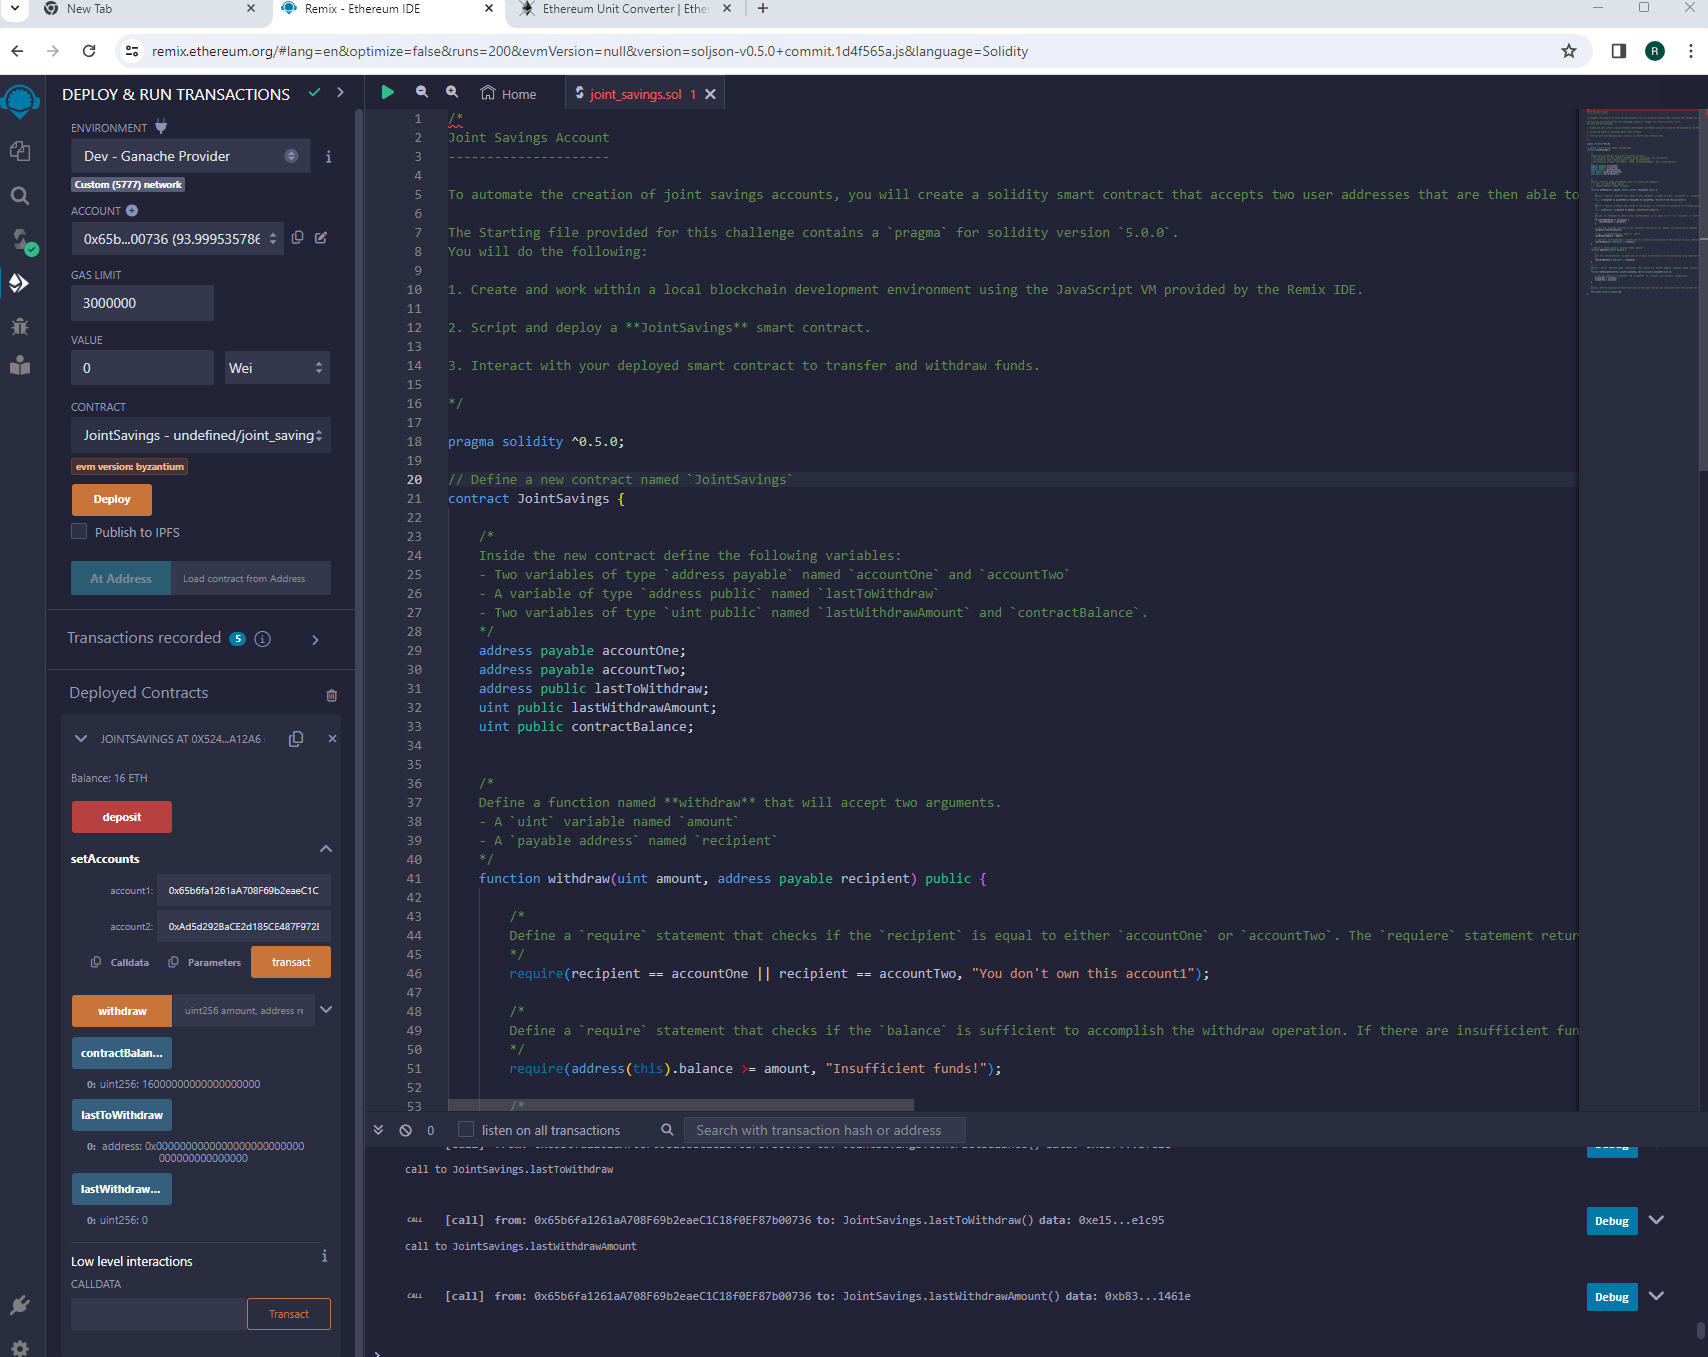 New Tab
Remix - Ethereum IDE
Ethereum Unit Converter | Ether
remix.ethereum.org/#lang=en&optimize=false&runs=200&evmVersion=null&version=soljson-v0.5.0+commit.1d4f565a.js&language=Solidity
R
DEPLOY & RUN TRANSACTIONS
ENVIRONMENT
Dev - Ganache Provider
Custom (5777) network
ACCOUNT
0x65b...00736 (93.999535786
GAS LIMIT
3000000
VALUE
0
Wei
CONTRACT
JointSavings - undefined/joint_saving
evm version: byzantium
Deploy
Publish to IPFS
At Address
Load contract from Address
Transactions recorded 5
Deployed Contracts
JOINTSAVINGS AT 0X524...A12A6
Balance: 16 ETH
deposit
setAccounts
account1: 0x65b6fa1261aA708F69b2eaeC1C
account2: 0xAd5d292BaCE2d185CE487F972E
Calldata Parameters transact
withdraw uint256 amount, address re
contractBalan...
0: uint256: 16000000000000000000
lastToWithdraw
0: address: 0x0000000000000000000000000
000000000000000
lastWithdraw...
0: uint256: 0
Low level interactions
CALLDATA
Transact
Home
joint_savings.sol 1
1 /*
2 Joint Savings Account
3 ---------------------
4
5 To automate the creation of joint savings accounts, you will create a solidity smart contract that accepts two user addresses that are then able to
6
7 The Starting file provided for this challenge contains a `pragma` for solidity version `5.0.0`.
8 You will do the following:
9
10 1. Create and work within a local blockchain development environment using the JavaScript VM provided by the Remix IDE.
11
12 2. Script and deploy a **JointSavings** smart contract.
13
14 3. Interact with your deployed smart contract to transfer and withdraw funds.
15
16 */
17
18 pragma solidity ^0.5.0;
19
20 // Define a new contract named `JointSavings`
21 contract JointSavings {
22
23 /*
24 Inside the new contract define the following variables:
25 - Two variables of type `address payable` named `accountOne` and `accountTwo`
26 - A variable of type `address public` named `lastToWithdraw`
27 - Two variables of type `uint public` named `lastWithdrawAmount` and `contractBalance`.
28 */
29 address payable accountOne;
30 address payable accountTwo;
31 address public lastToWithdraw;
32 uint public lastWithdrawAmount;
33 uint public contractBalance;
34
35
36 /*
37 Define a function named **withdraw** that will accept two arguments.
38 - A `uint` variable named `amount`
39 - A `payable address` named `recipient`
40 */
41 function withdraw(uint amount, address payable recipient) public {
42
43 /*
44 Define a `require` statement that checks if the `recipient` is equal to either `accountOne` or `accountTwo`. The `requiere` statement retur
45 */
46 require(recipient == accountOne || recipient == accountTwo, "You don't own this account1");
47
48 /*
49 Define a `require` statement that checks if the `balance` is sufficient to accomplish the withdraw operation. If there are insufficient fun
50 */
51 require(address(this).balance >= amount, "Insufficient funds!");
52
53 /*
0
listen on all transactions
Search with transaction hash or address
call to JointSavings.lastToWithdraw
CALL [call] from: 0x65b6fa1261aA708F69b2eaeC1C18f0EF87b00736 to: JointSavings.lastToWithdraw() data: 0xe15...e1c95
Debug
call to JointSavings.lastWithdrawAmount
CALL [call] from: 0x65b6fa1261aA708F69b2eaeC1C18f0EF87b00736 to: JointSavings.lastWithdrawAmount() data: 0xb83...1461e
Debug
>